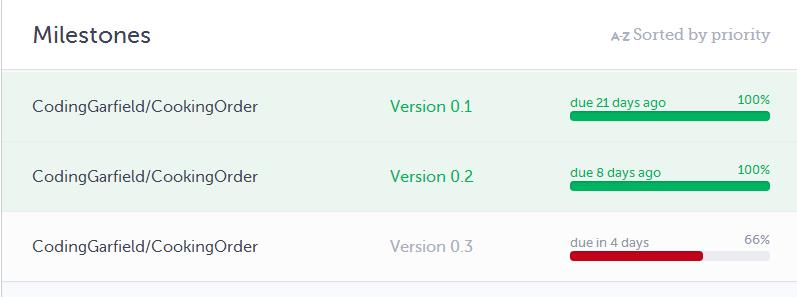 Milestones
A-Z Sorted by priority
CodingGarfield/CookingOrder Version 0.1 due 21 days ago 100%
CodingGarfield/CookingOrder Version 0.2 due 8 days ago 100%
CodingGarfield/CookingOrder Version 0.3 due in 4 days 66%